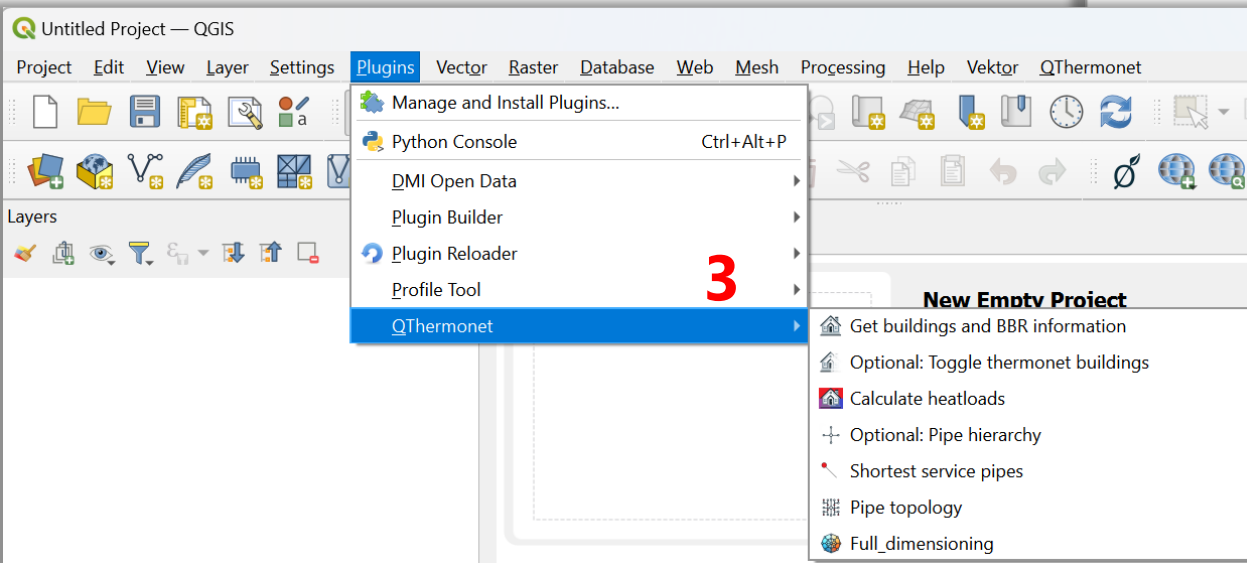 Untitled Project — QGIS
Project Edit View Layer Settings Plugins Vector Raster Database Web Mesh Processing Help Vektor QThermonet
Manage and Install Plugins...
a
Python Console Ctrl+Alt+P
DMI Open Data
Layers
Plugin Builder
Plugin Reloader
3
Profile Tool
New Empty Project
QThermonet
Get buildings and BBR information
Optional: Toggle thermonet buildings
Calculate heatloads
Optional: Pipe hierarchy
Shortest service pipes
Pipe topology
Full_dimensioning